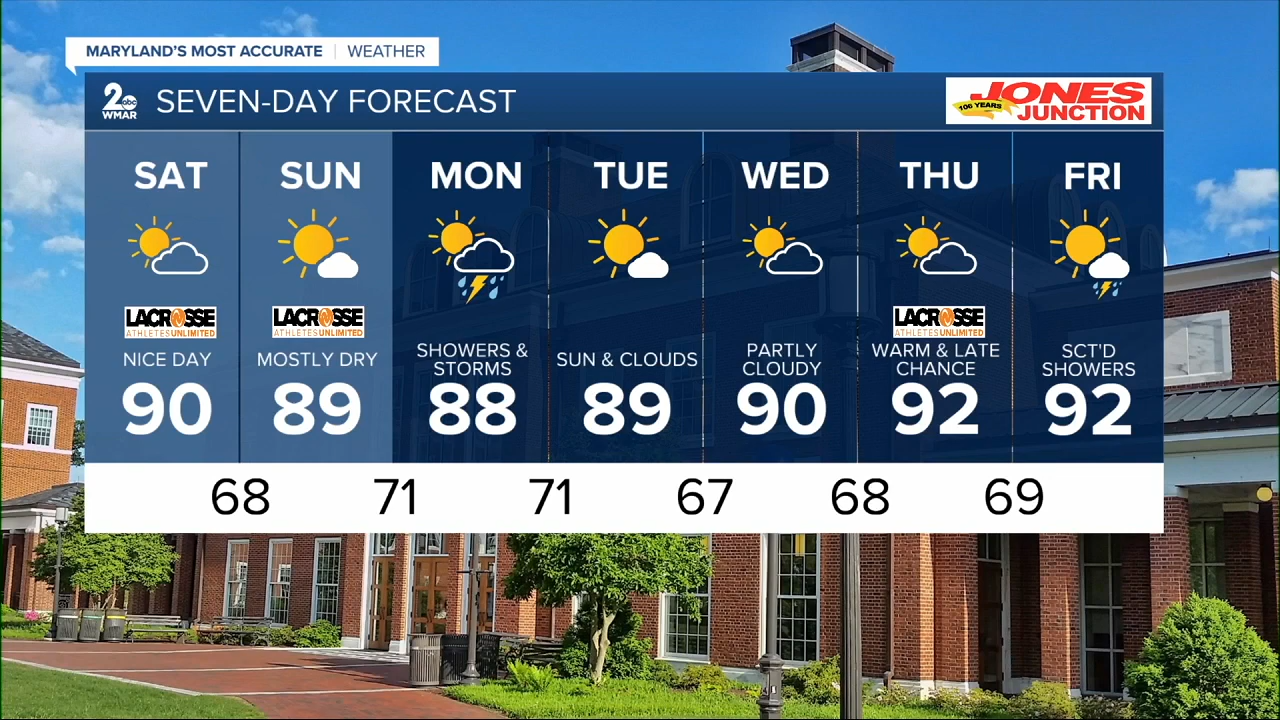 MARYLAND'S MOST ACCURATE | WEATHER
2 abc WMAR
SEVEN-DAY FORECAST
106 YEARS
JONES
JUNCTION
SAT SUN MON TUE WED THU FRI
LACROSSE LACROSSE LACROSSE
ATHLETES UNLIMITED ATHLETES UNLIMITED ATHLETES UNLIMITED
NICE DAY
MOSTLY DRY
SHOWERS &
STORMS
SUN & CLOUDS
PARTLY
CLOUDY
WARM & LATE
CHANCE
SCT'D
SHOWERS
90 89 88 89 90 92 92
68 71 71 67 68 69